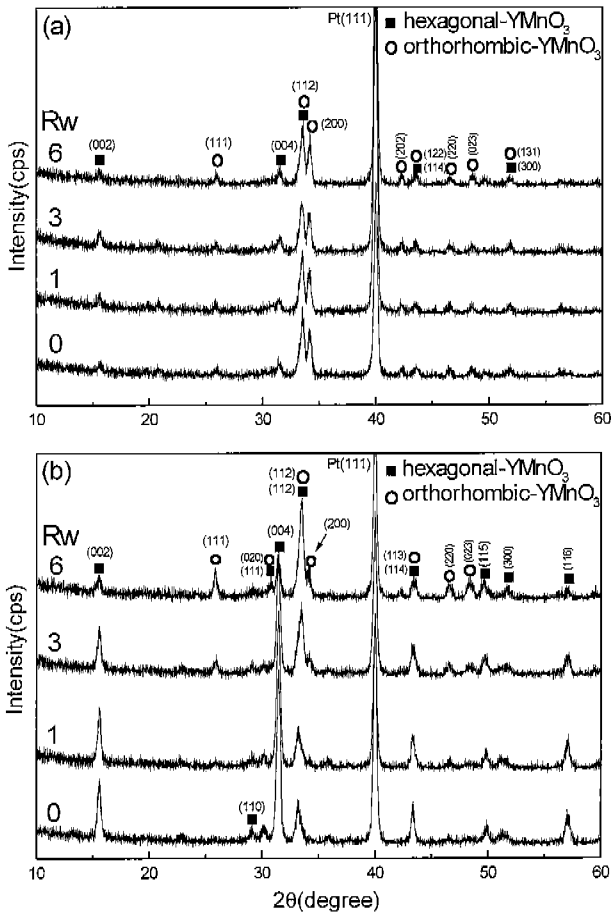 (a)
Pt(111)
■ hexagonal-YMnO3
○ orthorhombic-YMnO3
Rw
(002)
(111)
(004)
(112)
(200)
(202)
(122)
(114)
(220)
(023)
(131)
(300)
6
3
1
0
Intensity(cps)
10 20 30 40 50 60
(b)
Pt(111)
■ hexagonal-YMnO3
○ orthorhombic-YMnO3
Rw
(002)
(111)
(020)
(111)
(004)
(112)
(112)
(200)
(113)
(114)
(220)
(023)
(115)
(300)
(116)
6
3
1
0
(110)
Intensity(cps)
10 20 30 40 50 60
2θ(degree)